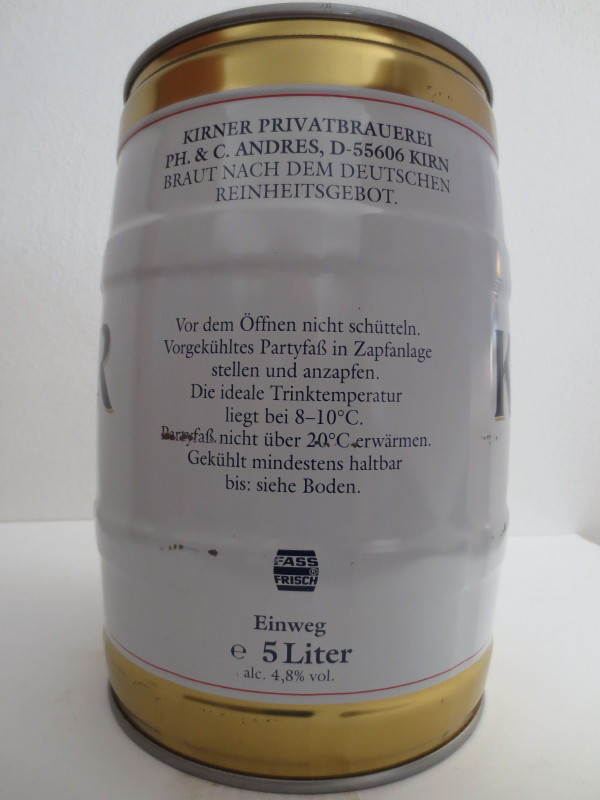 KIRNER PRIVATBRAUEREI
PH. & C. ANDRES, D-55606 KIRN
BRAUT NACH DEM DEUTSCHEN
REINHEITSGEBOT.
R
K
Vor dem Öffnen nicht schütteln.
Vorgekühltes Partyfaß in Zapfanlage
stellen und anzapfen.
Die ideale Trinktemperatur
liegt bei 8–10°C.
Partyfaß nicht über 20°C erwärmen.
Gekühlt mindestens haltbar
bis: siehe Boden.
FASS
FRISCH ®
Einweg
℮ 5 Liter
alc. 4,8% vol.